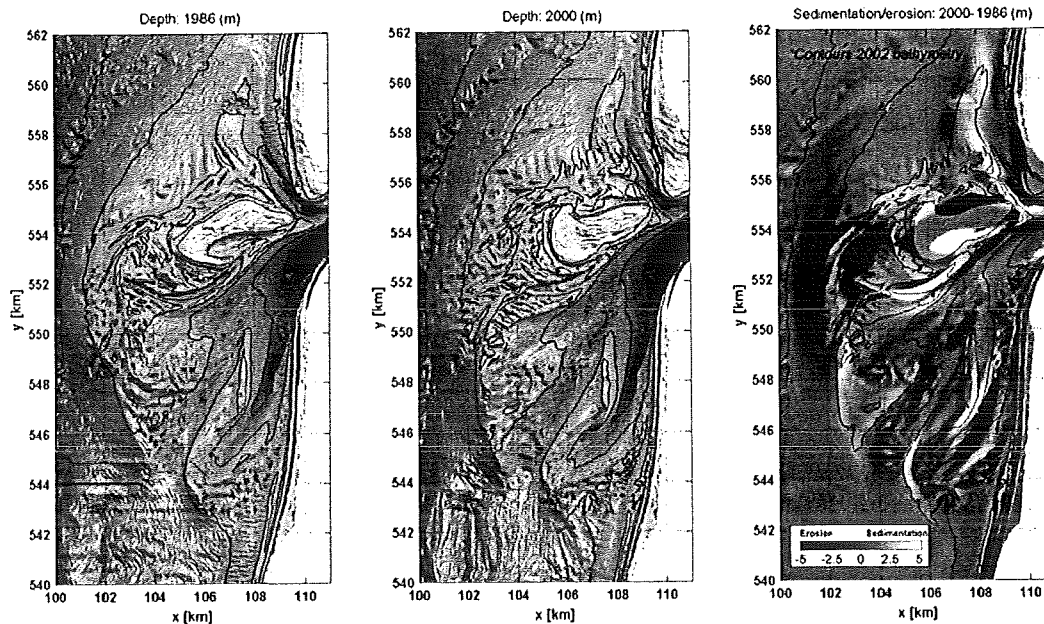 Depth: 1986 (m)
562
560
558
556
554
552
550
548
546
544
542
540
y [km]
100 102 104 106 108 110
x [km]
Depth: 2000 (m)
562
560
558
556
554
552
550
548
546
544
542
540
y [km]
100 102 104 106 108 110
x [km]
Sedimentation/erosion: 2000-1986 (m)
Contours 2002 bathymetry
562
560
558
556
554
552
550
548
546
544
542
540
y [km]
Erosion Sedimentation
-5 -2.5 0 2.5 5
100 102 104 106 108 110
x [km]